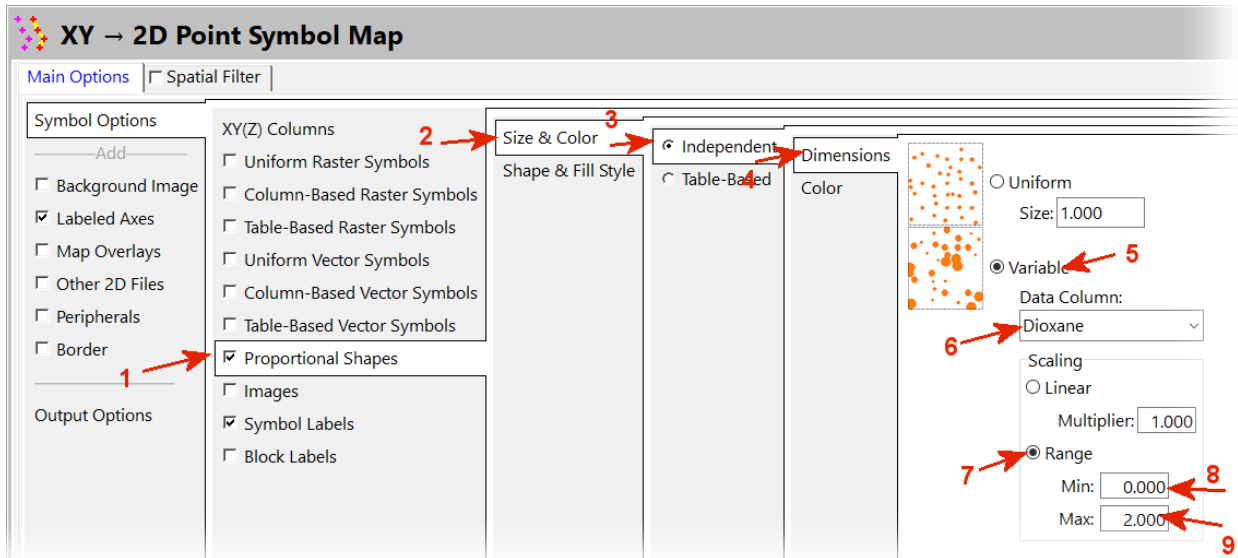 XY → 2D Point Symbol Map
Main Options
Spatial Filter
Symbol Options
Add
Background Image
Labeled Axes
Map Overlays
Other 2D Files
Peripherals
Border
Output Options
XY(Z) Columns
Uniform Raster Symbols
Column-Based Raster Symbols
Table-Based Raster Symbols
Uniform Vector Symbols
Column-Based Vector Symbols
Table-Based Vector Symbols
1
Proportional Shapes
Images
Symbol Labels
Block Labels
2
Size & Color
Shape & Fill Style
3
Independent
Table-Based
4
Dimensions
Color
Uniform
Size: 1.000
5
Variable
Data Column:
6
Dioxane
Scaling
Linear
Multiplier: 1.000
7
Range
Min: 0.000
8
Max: 2.000
9